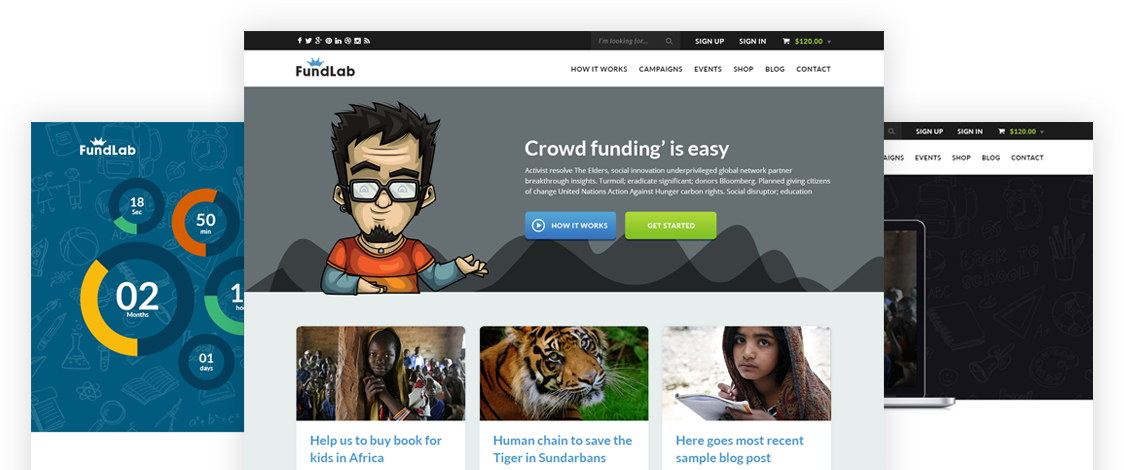 I'm looking for...
SIGN UP
SIGN IN
$120.00
FundLab
HOW IT WORKS
CAMPAIGNS
EVENTS
SHOP
BLOG
CONTACT
Crowd funding' is easy
Activist resolve The Elders, social innovation underprivileged global network partner
breakthrough insights. Turmoil; eradicate significant; donors Bloomberg. Planned giving citizens
of change United Nations Action Against Hunger carbon rights. Social disruptor; education
HOW IT WORKS
GET STARTED
Help us to buy book for
kids in Africa
Human chain to save the
Tiger in Sundarbans
Here goes most recent
sample blog post
FundLab
18
Sec
50
min
02
Months
1
ho
01
days
SIGN UP
SIGN IN
$120.00
AIGNS
EVENTS
SHOP
BLOG
CONTACT
BACK TO
SCHOOL!